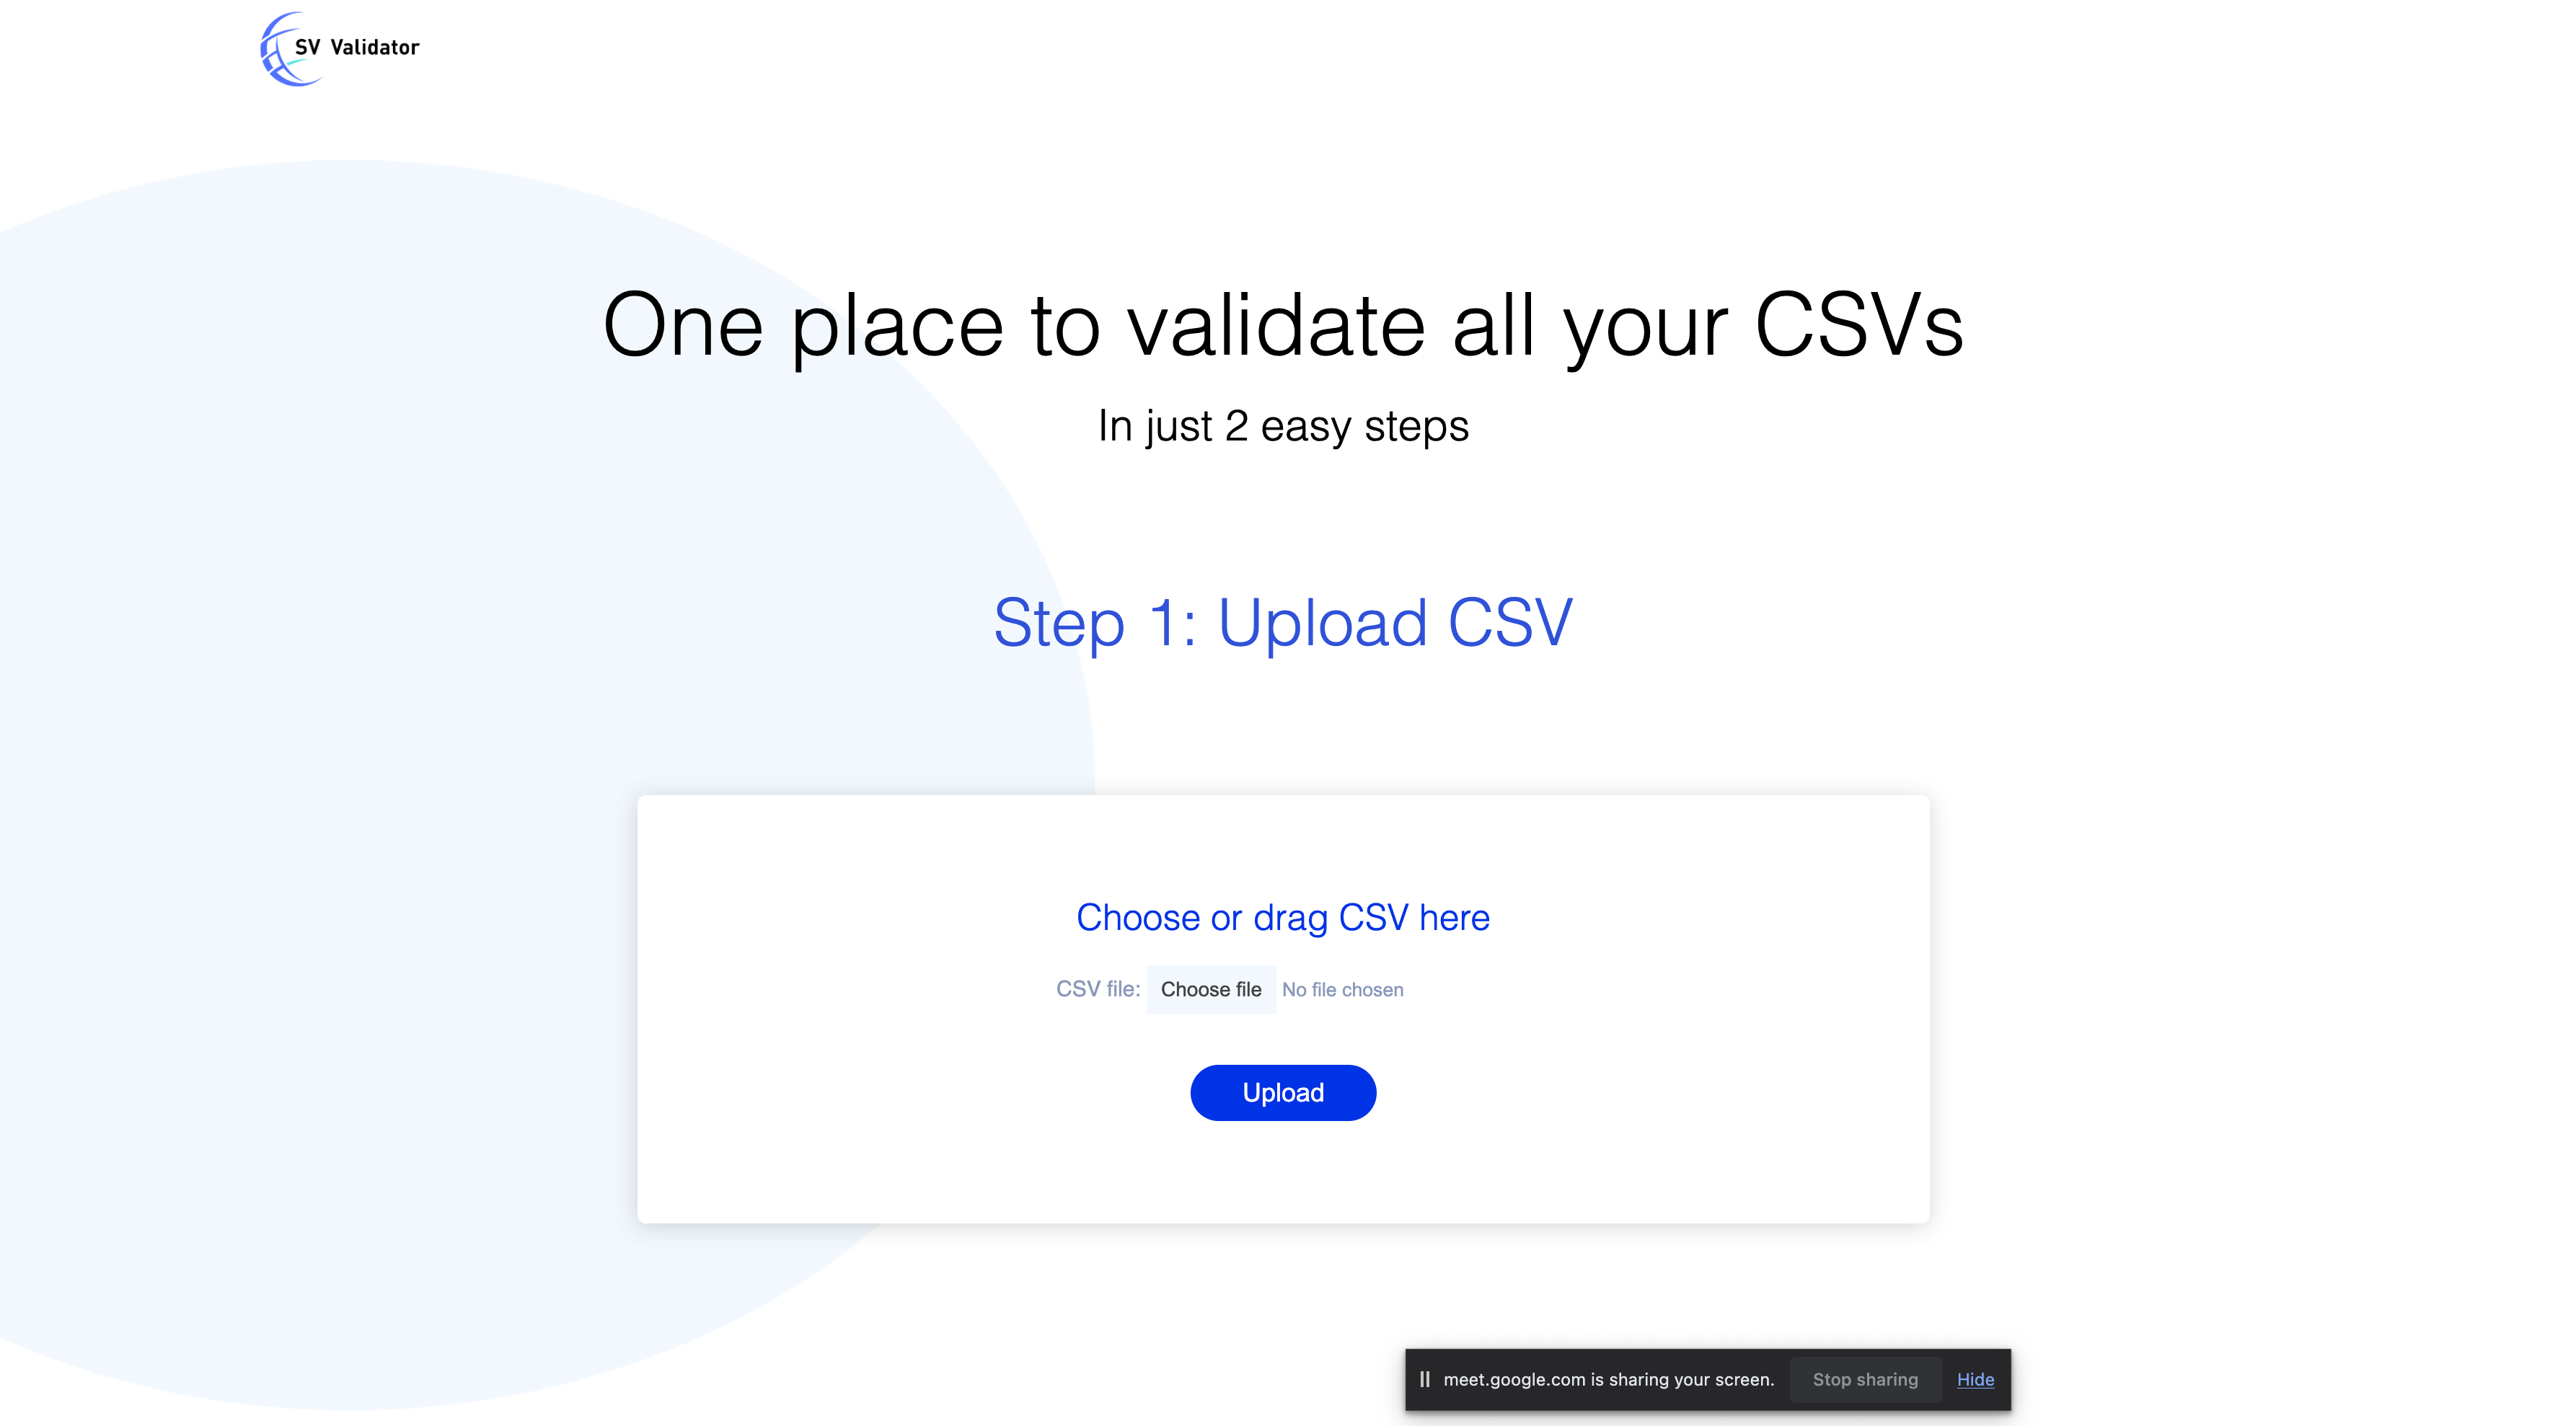 SV Validator
One place to validate all your CSVs
In just 2 easy steps
Step 1: Upload CSV
Choose or drag CSV here
CSV file: Choose file No file chosen
Upload
meet.google.com is sharing your screen. Stop sharing Hide